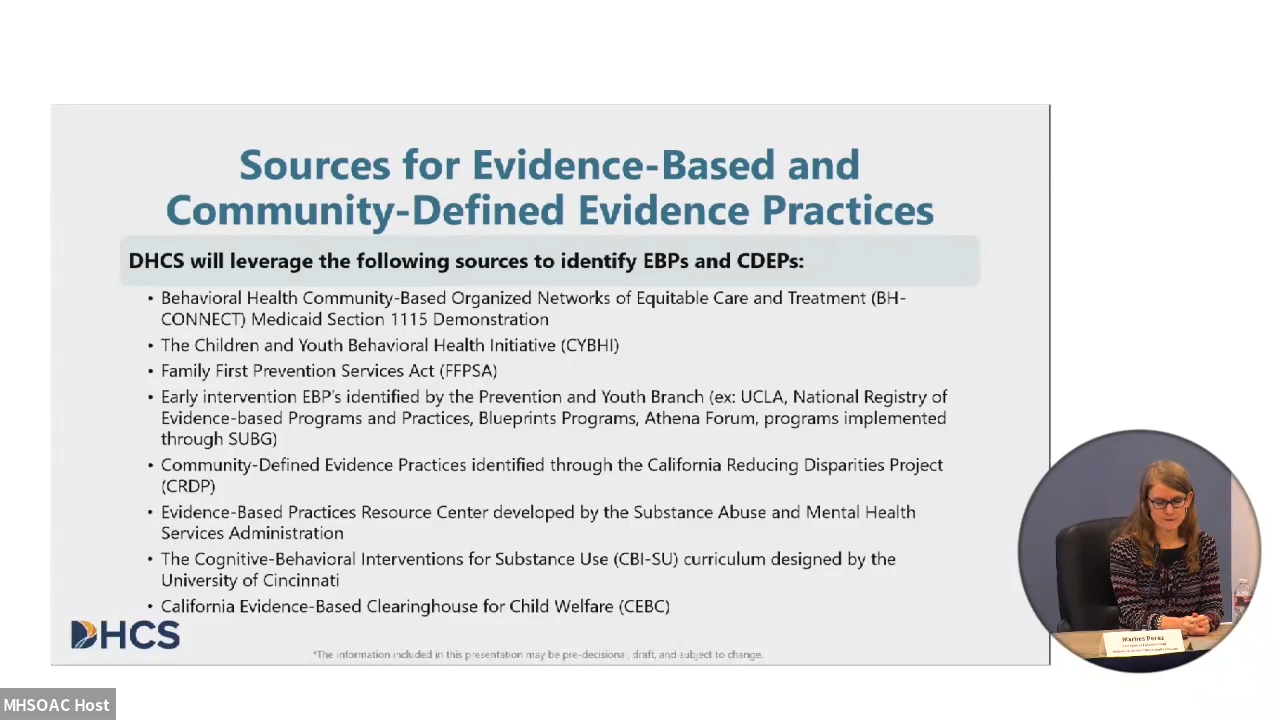 Sources for Evidence-Based and
Community-Defined Evidence Practices
DHCS will leverage the following sources to identify EBPs and CDEPs:
• Behavioral Health Community-Based Organized Networks of Equitable Care and Treatment (BH-
CONNECT) Medicaid Section 1115 Demonstration
• The Children and Youth Behavioral Health Initiative (CYBHI)
• Family First Prevention Services Act (FFPSA)
• Early intervention EBP's identified by the Prevention and Youth Branch (ex: UCLA, National Registry of
Evidence-based Programs and Practices, Blueprints Programs, Athena Forum, programs implemented
through SUBG)
• Community-Defined Evidence Practices identified through the California Reducing Disparities Project
(CRDP)
• Evidence-Based Practices Resource Center developed by the Substance Abuse and Mental Health
Services Administration
• The Cognitive-Behavioral Interventions for Substance Use (CBI-SU) curriculum designed by the
University of Cincinnati
• California Evidence-Based Clearinghouse for Child Welfare (CEBC)
DHCS
*The information included in this presentation may be pre-decisional, draft, and subject to change.
Marlies Perez
MHSOAC Host